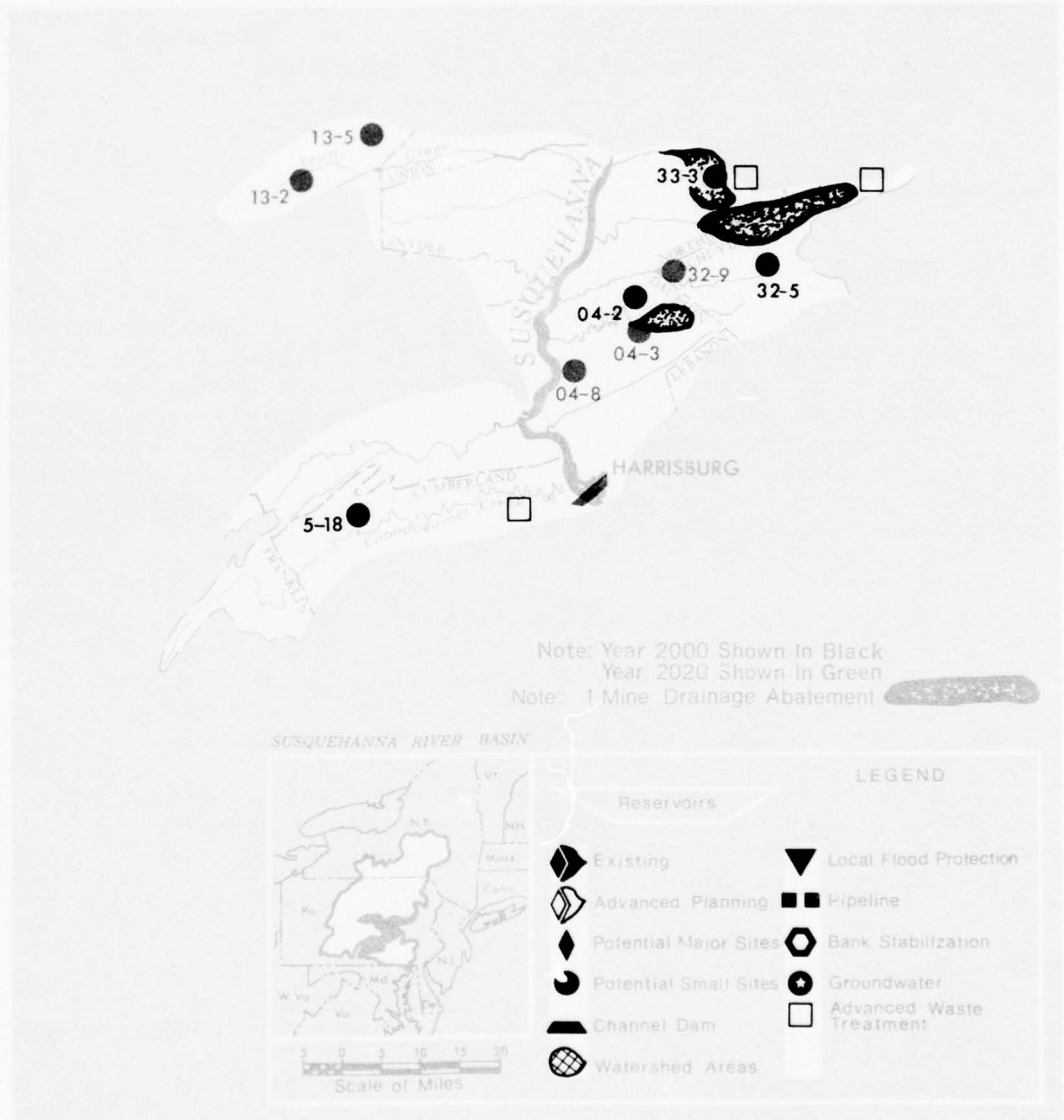 13-5
Creek
UNION
13-2
SNYDER
SUSQUEHANNA
33-3
32-9
32-5
04-2
04-3
LEBANON
04-8
HARRISBURG
CUMBERLAND
5-18
Conodoguinet Creek
FRANKLIN
Note: Year 2000 Shown In Black
Year 2020 Shown In Green
Note: 1 Mine Drainage Abatement
SUSQUEHANNA RIVER BASIN
Vt.
N.Y.
N.H.
Mass
Conn
Pa
N.J.
Md
W Va
Va
5 0 5 10 15 20
Scale of Miles
LEGEND
Reservoirs
Existing
Advanced Planning
Potential Major Sites
Potential Small Sites
Channel Dam
Watershed Areas
Local Flood Protection
Pipeline
Bank Stabilization
Groundwater
Advanced Waste
Treatment